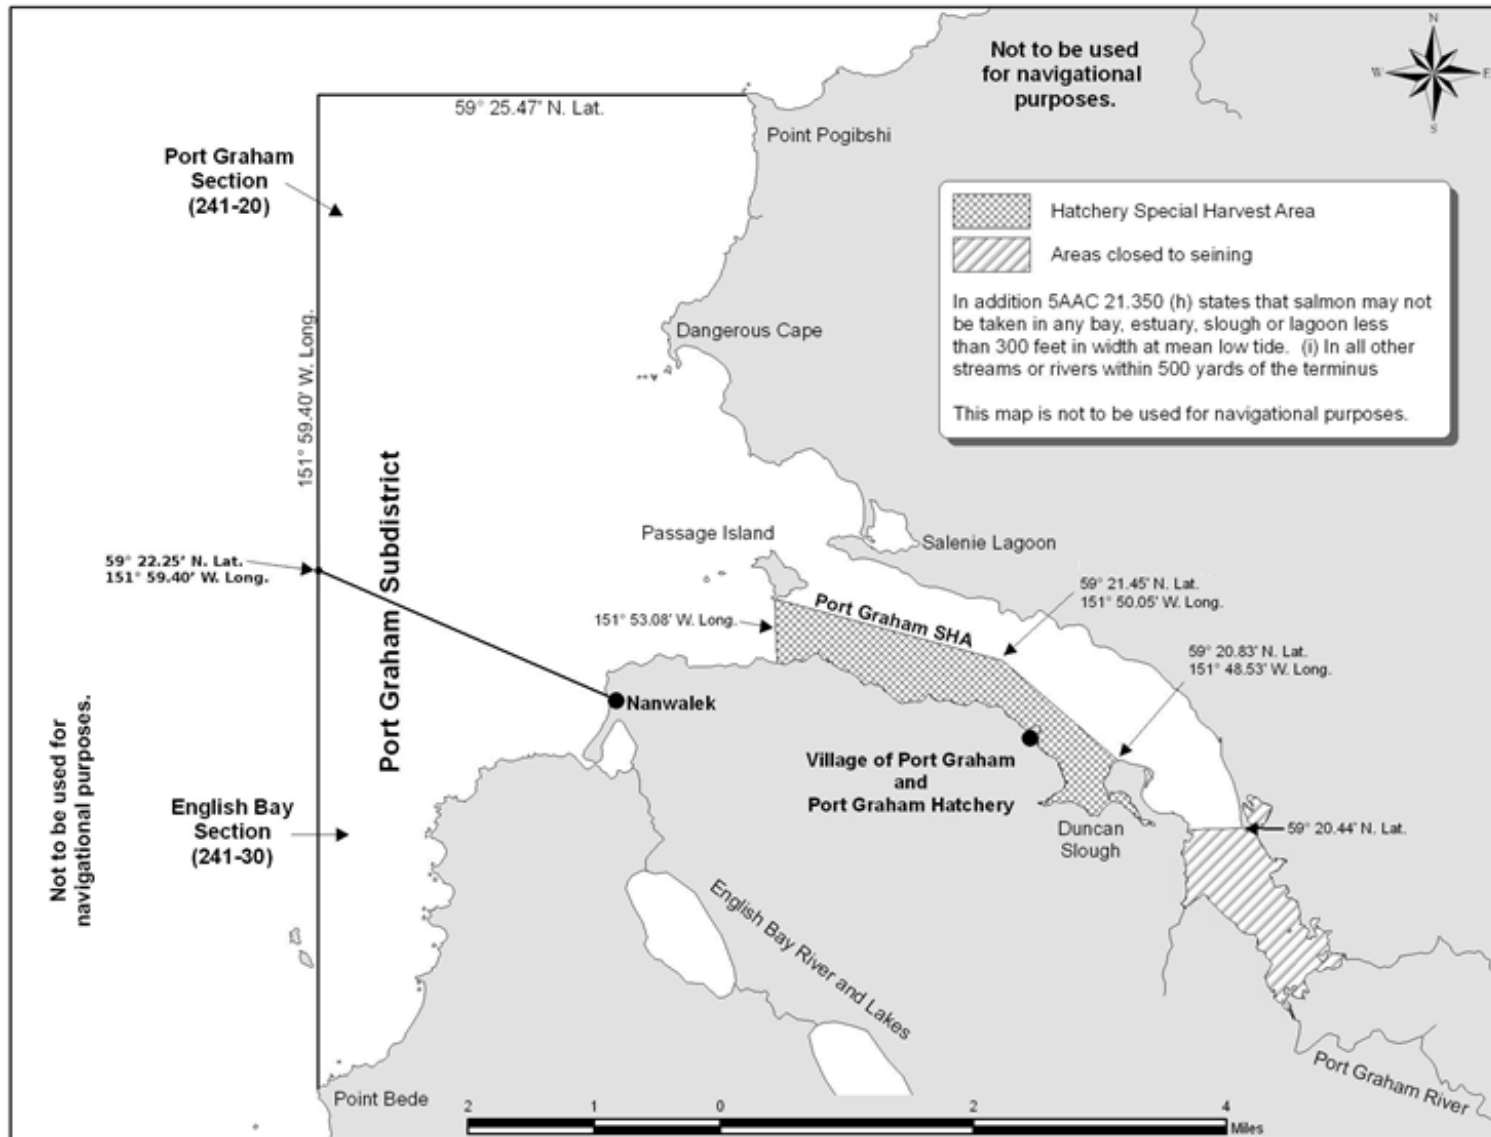 Not to be used
for navigational
purposes.
N
W
E
S
59° 25.47' N. Lat.
Point Pogibshi
Port Graham
Section
(241-20)
Hatchery Special Harvest Area
Areas closed to seining
In addition 5AAC 21.350 (h) states that salmon may not
be taken in any bay, estuary, slough or lagoon less
than 300 feet in width at mean low tide.  (i) In all other
streams or rivers within 500 yards of the terminus
This map is not to be used for navigational purposes.
151° 59.40' W. Long.
Dangerous Cape
Port Graham Subdistrict
Passage Island
Salenie Lagoon
59° 22.25' N. Lat.
151° 59.40' W. Long.
59° 21.45' N. Lat.
151° 50.05' W. Long.
Port Graham SHA
151° 53.08' W. Long.
59° 20.83' N. Lat.
151° 48.53' W. Long.
Nanwalek
Not to be used for
navigational purposes.
Village of Port Graham
and
Port Graham Hatchery
English Bay
Section
(241-30)
Duncan
Slough
59° 20.44' N. Lat.
English Bay River and Lakes
Port Graham River
Point Bede
2 1 0 2 4
Miles